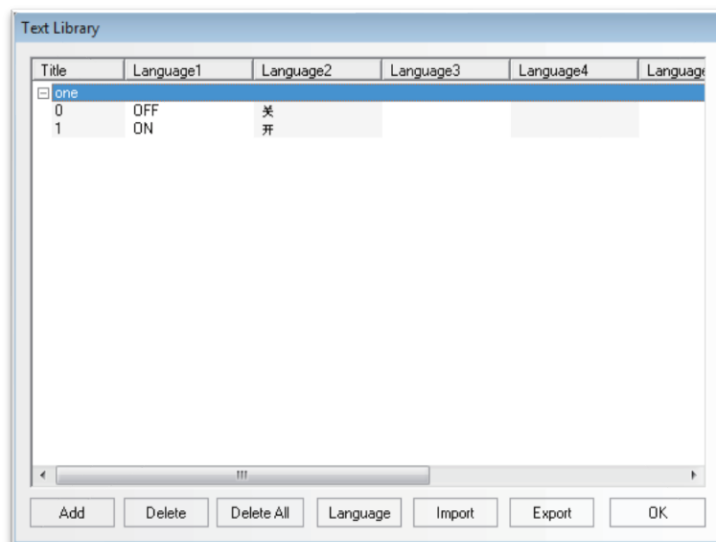 Text Library
Title Language1 Language2 Language3 Language4 Language
one
0 OFF 关
1 ON 开
Add Delete Delete All Language Import Export OK